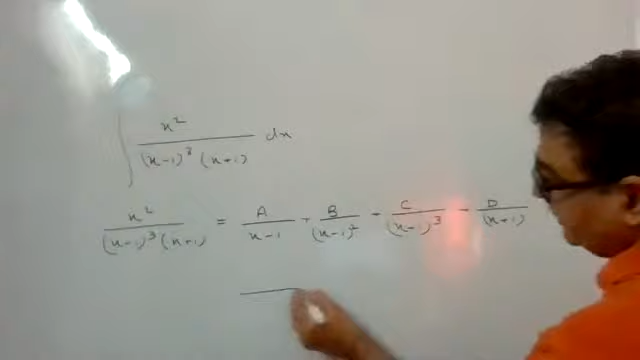 ∫ x² / (x-1)³ (x+1) dx
x² / (x-1)³ (x+1) = A / x-1 + B / (x-1)² + C / (x-1)³ + D / (x+1)